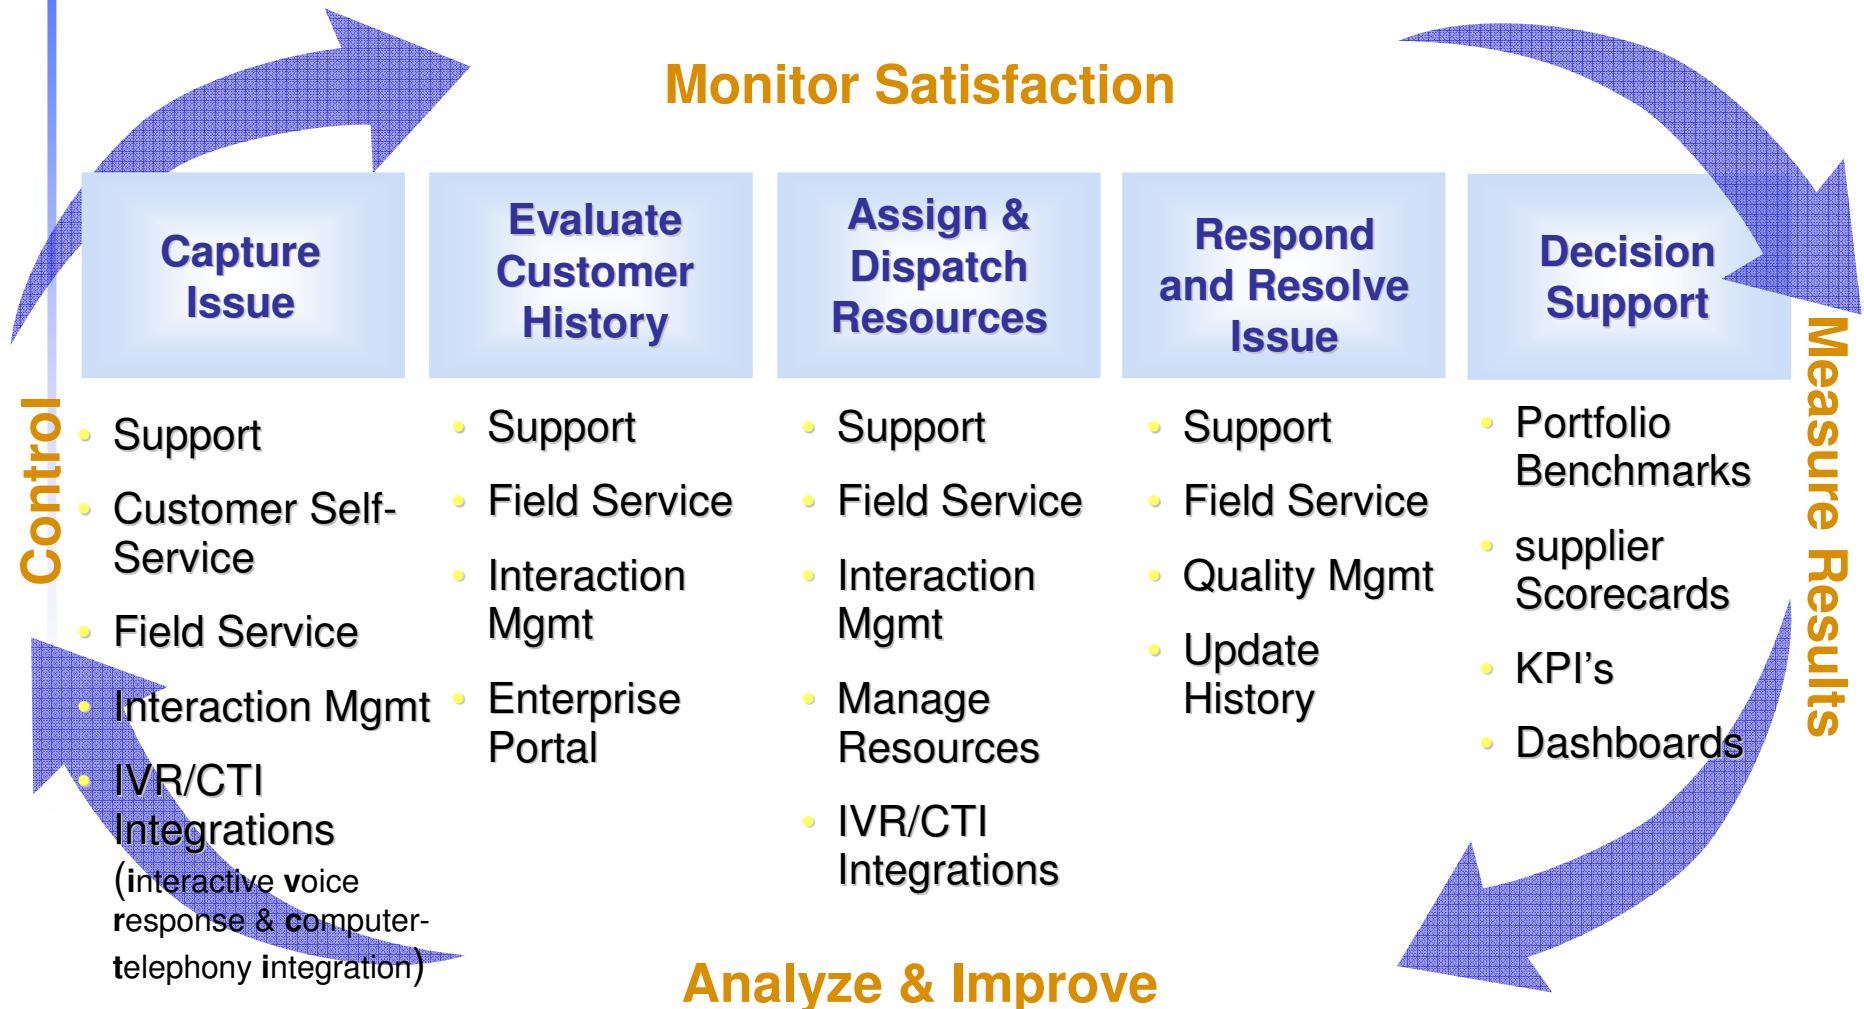 Monitor Satisfaction
Control
Capture
Issue
• Support
• Customer Self-
Service
• Field Service
• Interaction Mgmt
• IVR/CTI
Integrations
(interactive voice
response & computer-
telephony integration)
Evaluate
Customer
History
• Support
• Field Service
• Interaction
Mgmt
• Enterprise
Portal
Assign &
Dispatch
Resources
• Support
• Field Service
• Interaction
Mgmt
• Manage
Resources
• IVR/CTI
Integrations
Respond
and Resolve
Issue
• Support
• Field Service
• Quality Mgmt
• Update
History
Decision
Support
• Portfolio
Benchmarks
• supplier
Scorecards
• KPI’s
• Dashboards
Measure Results
Analyze & Improve